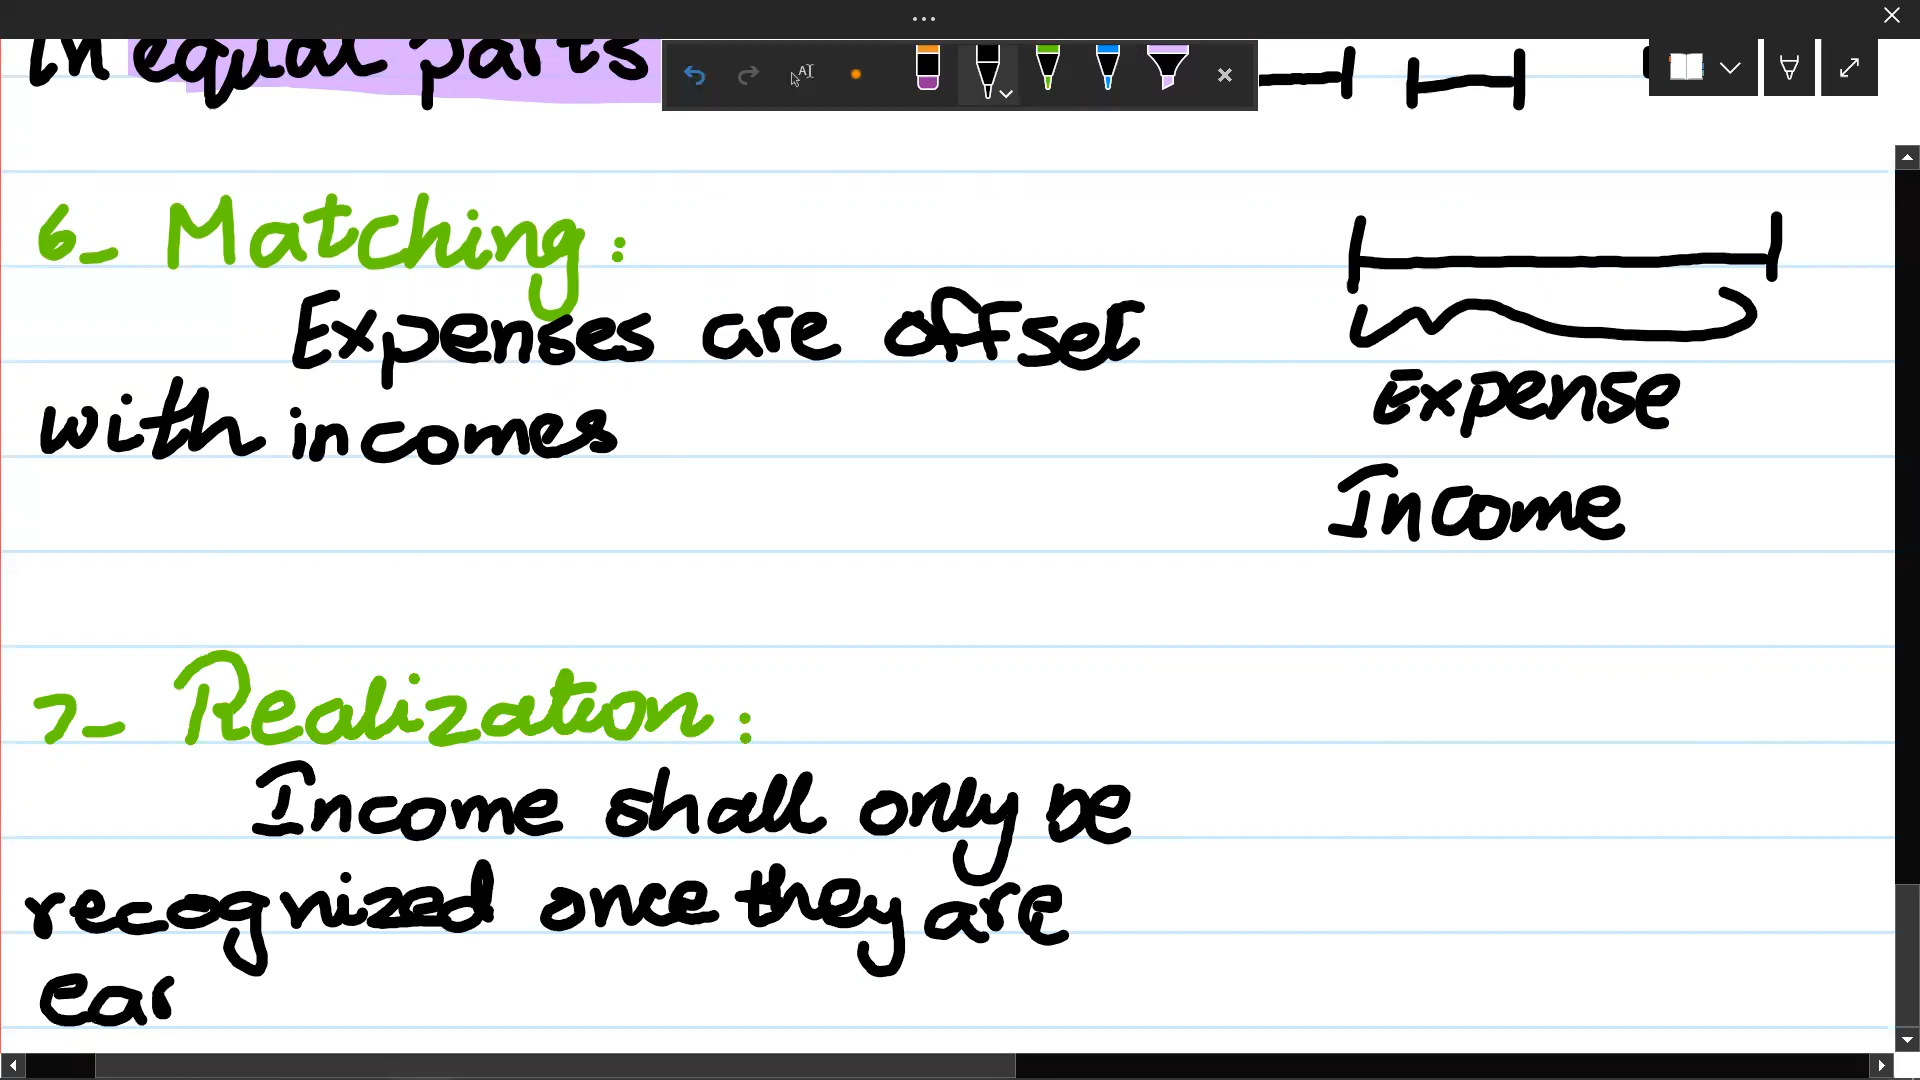 in equal parts
6- Matching:
Expenses are offset
with incomes
Expense
Income
7- Realization:
Income shall only be
recognized once they are
ear